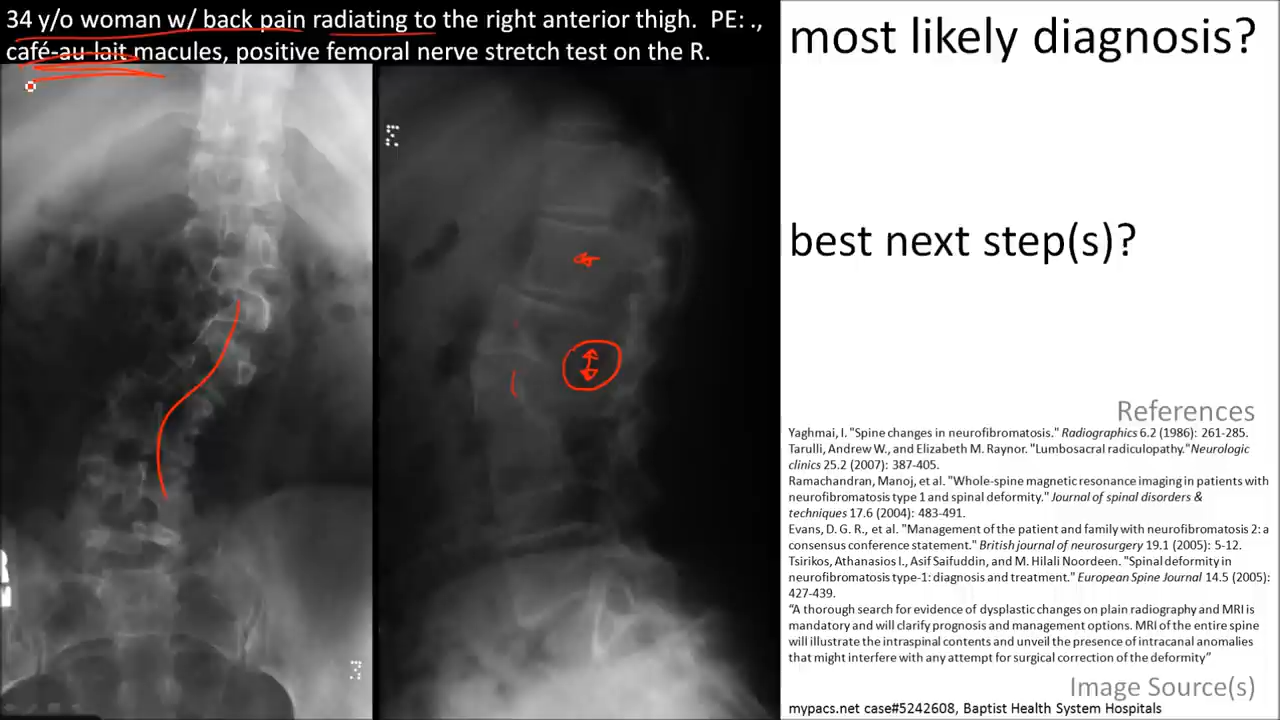 34 y/o woman w/ back pain radiating to the right anterior thigh.  PE: .,
café-au lait macules, positive femoral nerve stretch test on the R.
most likely diagnosis?
best next step(s)?
References
Yaghmai, I. "Spine changes in neurofibromatosis." Radiographics 6.2 (1986): 261-285.
Tarulli, Andrew W., and Elizabeth M. Raynor. "Lumbosacral radiculopathy."Neurologic
clinics 25.2 (2007): 387-405.
Ramachandran, Manoj, et al. "Whole-spine magnetic resonance imaging in patients with
neurofibromatosis type 1 and spinal deformity." Journal of spinal disorders &
techniques 17.6 (2004): 483-491.
Evans, D. G. R., et al. "Management of the patient and family with neurofibromatosis 2: a
consensus conference statement." British journal of neurosurgery 19.1 (2005): 5-12.
Tsirikos, Athanasios I., Asif Saifuddin, and M. Hilali Noordeen. "Spinal deformity in
neurofibromatosis type-1: diagnosis and treatment." European Spine Journal 14.5 (2005):
427-439.
“A thorough search for evidence of dysplastic changes on plain radiography and MRI is
mandatory and will clarify prognosis and management options. MRI of the entire spine
will illustrate the intraspinal contents and unveil the presence of intracanal anomalies
that might interfere with any attempt for surgical correction of the deformity”
Image Source(s)
mypacs.net case#5242608, Baptist Health System Hospitals